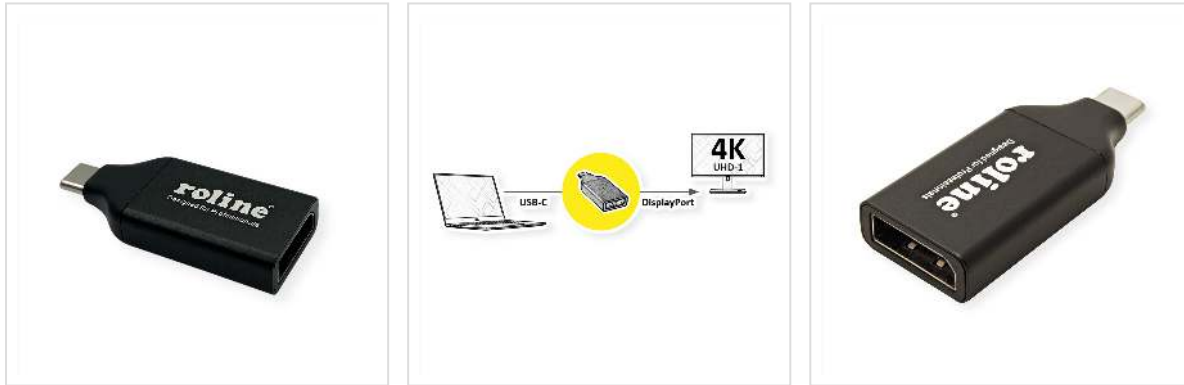 roline®
Designed for Professionals
4K
UHD-1
USB-C
DisplayPort
roline®
Designed for Professionals